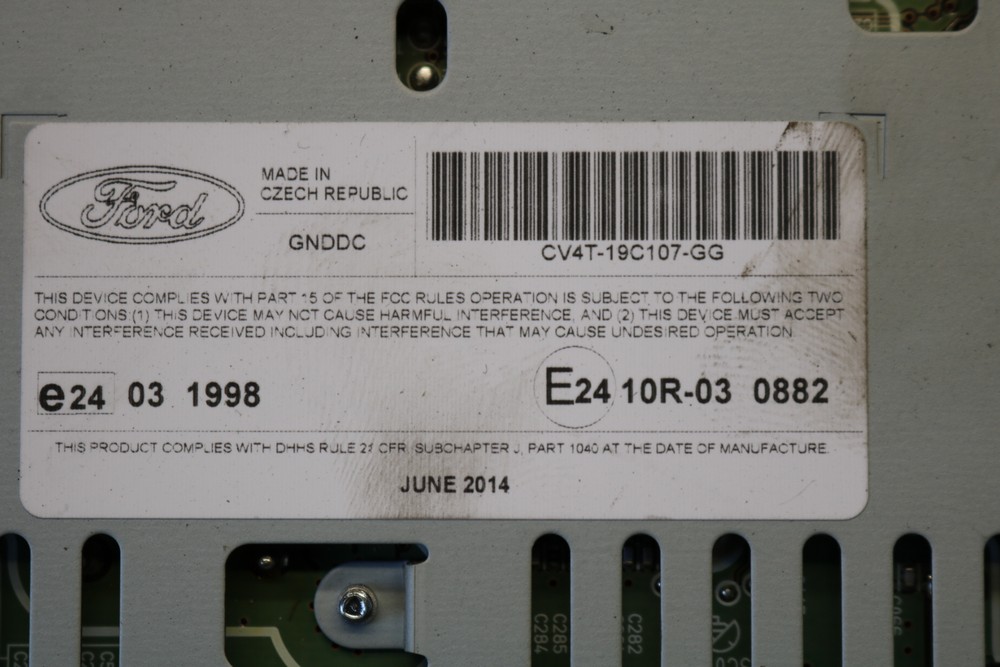 Ford
MADE IN
CZECH REPUBLIC
GNDDC
CV4T-19C107-GG
THIS DEVICE COMPLIES WITH PART 15 OF THE FCC RULES OPERATION IS SUBJECT TO THE FOLLOWING TWO
CONDITIONS:(1) THIS DEVICE MAY NOT CAUSE HARMFUL INTERFERENCE, AND (2) THIS DEVICE MUST ACCEPT
ANY INTERFERENCE RECEIVED INCLUDING INTERFERENCE THAT MAY CAUSE UNDESIRED OPERATION
e24 03 1998
E24 10R-03 0882
THIS PRODUCT COMPLIES WITH DHHS RULE 21 CFR, SUBCHAPTER J, PART 1040 AT THE DATE OF MANUFACTURE.
JUNE 2014
C284
C285
C282